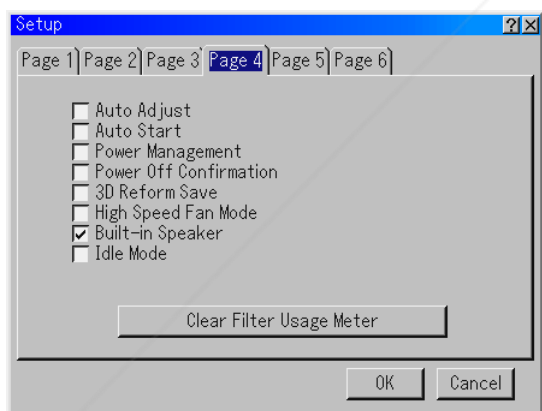 Setup
Page 1 Page 2 Page 3 Page 4 Page 5 Page 6
Auto Adjust
Auto Start
Power Management
Power Off Confirmation
3D Reform Save
High Speed Fan Mode
Built-in Speaker
Idle Mode
Clear Filter Usage Meter
OK Cancel